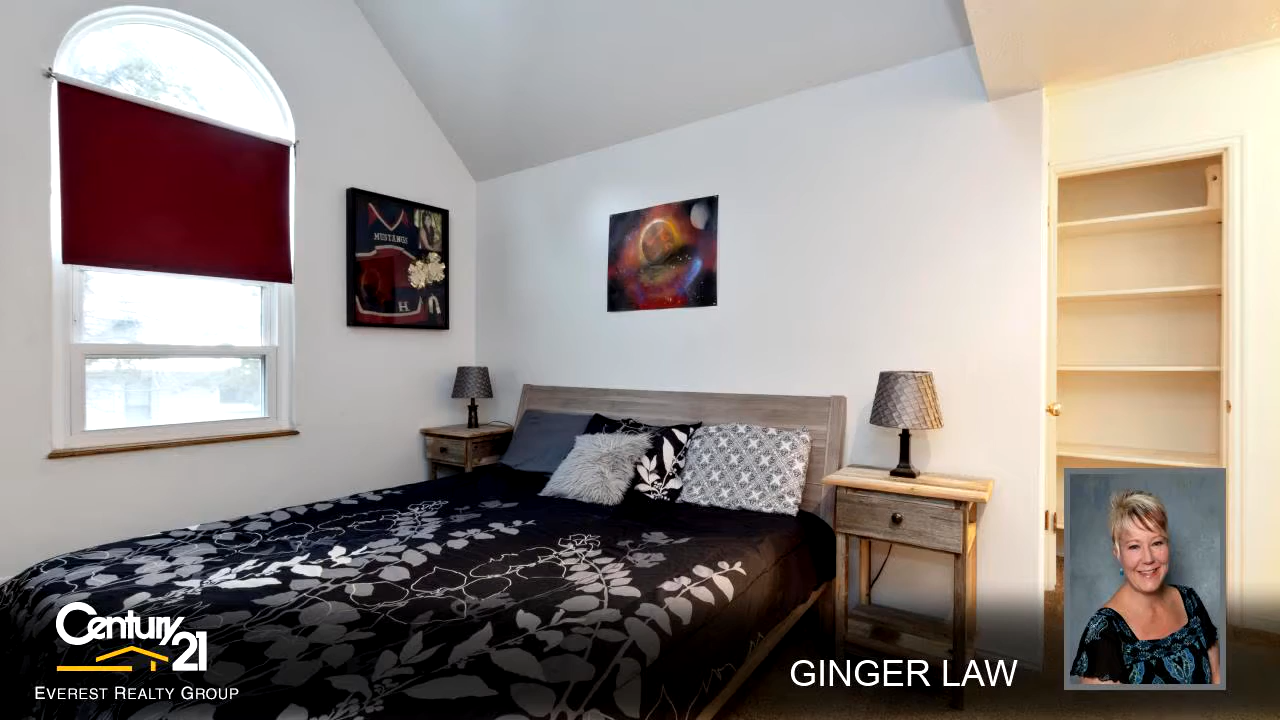 MUSTANGS
H
Century 21
EVEREST REALTY GROUP
GINGER LAW